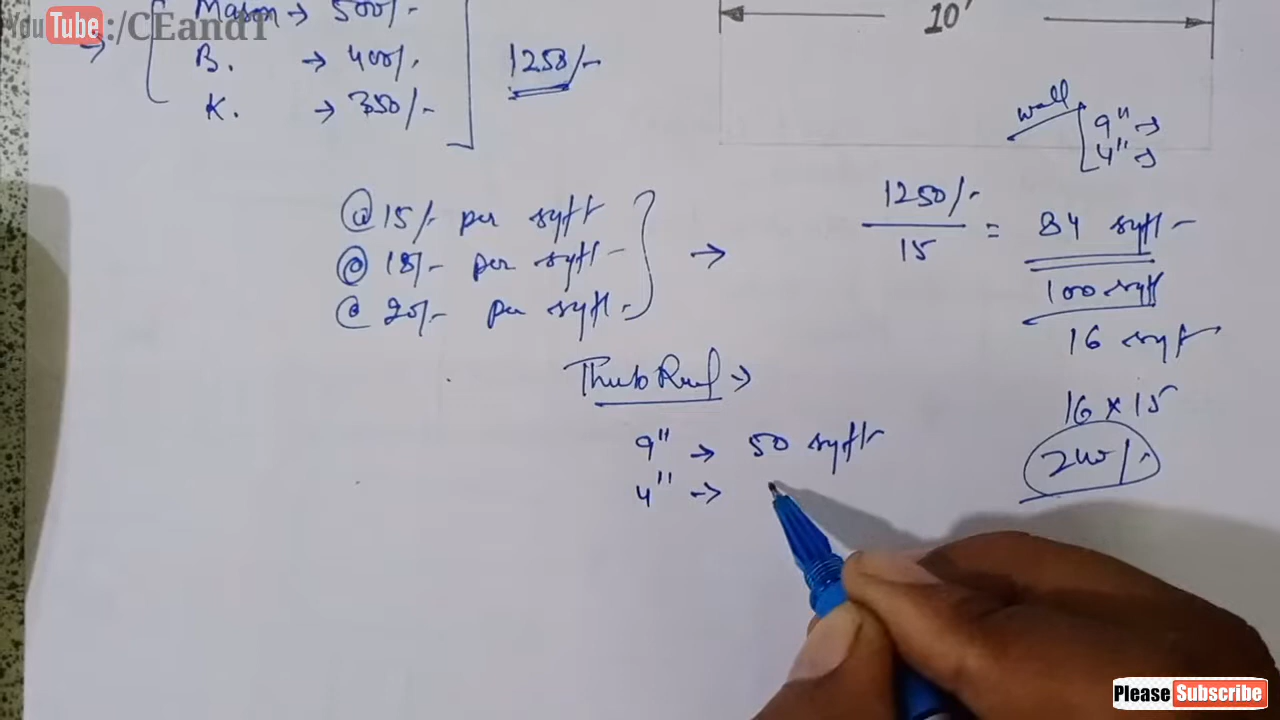 YouTube:/CEandT
→ Mason → 500/-
B. → 400/-
K. → 350/-
1250/-
10'
wall
9" →
4" →
@ 15/- per sqft
@ 18/- per sqft
@ 20/- per sqft
→
1250/- / 15 = 84 sqft
100 sqft
16 sqft
16 × 15
240/-
Thumb Rule →
9" → 50 sqft
4" →
Please Subscribe